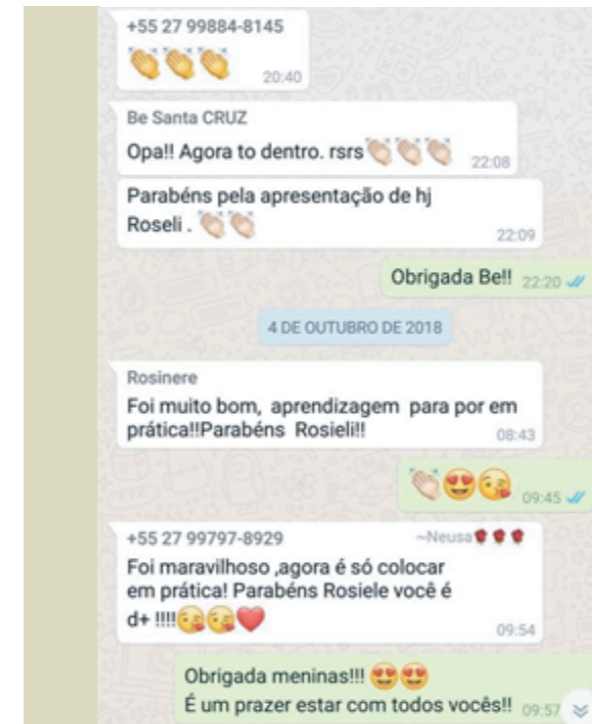 +55 27 99884-8145
👏👏👏 20:40
Be Santa CRUZ
Opa!! Agora to dentro. rsrs👏🏻👏🏻👏🏻 22:08
Parabéns pela apresentação de hj
Roseli . 👏🏻👏🏻 22:09
Obrigada Be!! 22:20
4 DE OUTUBRO DE 2018
Rosinere
Foi muito bom, aprendizagem para por em
prática!!Parabéns Rosieli!! 08:43
👏🏻😍😘 09:45
+55 27 99797-8929 ~Neusa🌹🌹🌹
Foi maravilhoso ,agora é só colocar
em prática! Parabéns Rosiele você é
d+ !!!!😘😘❤️ 09:54
Obrigada meninas!!! 😍😍
É um prazer estar com todos vocês!! 09:57